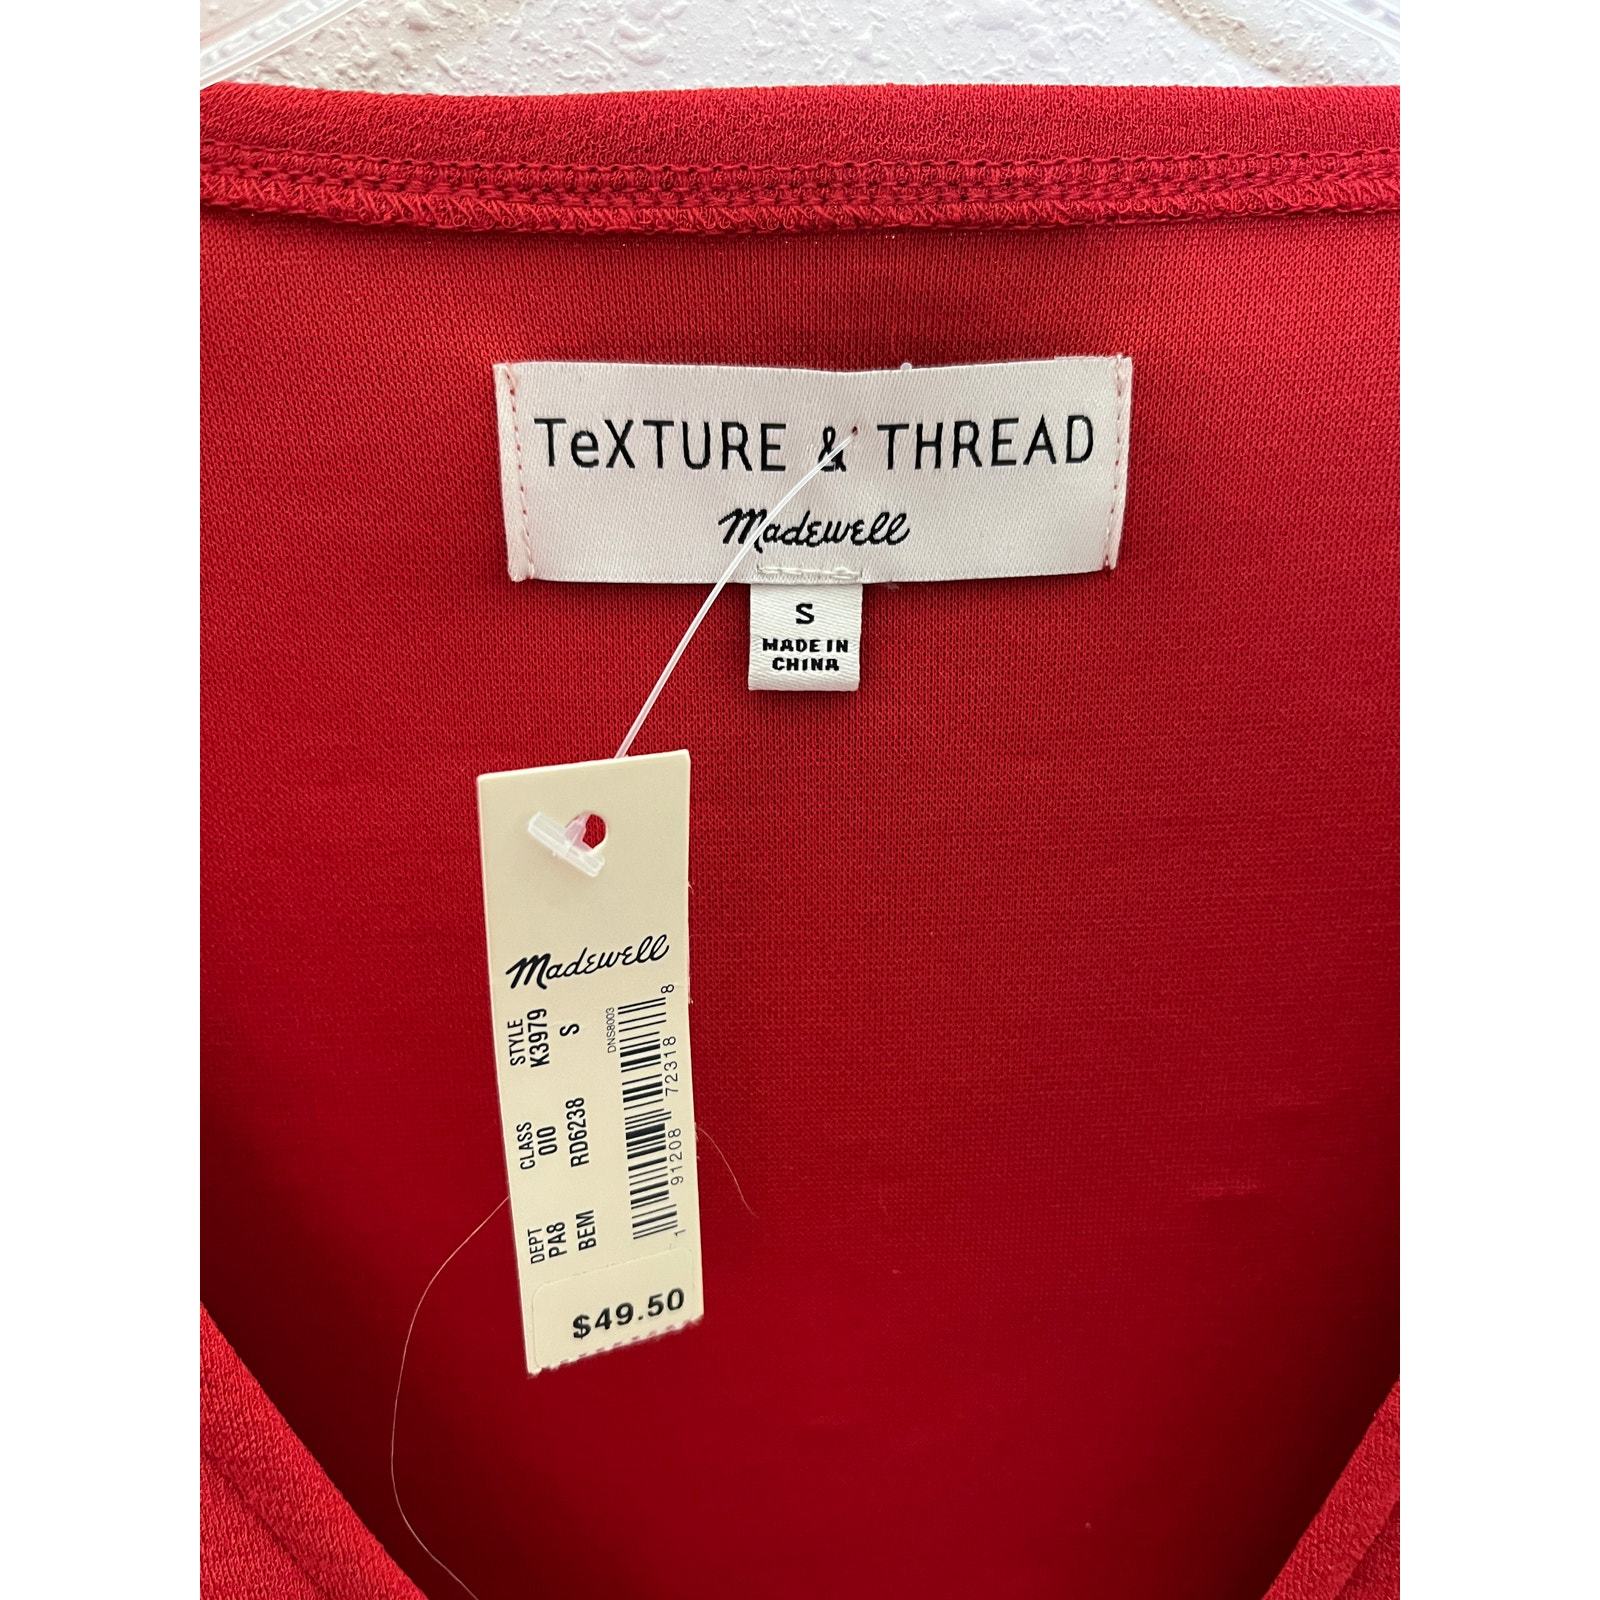 TeXTURE & THREAD
Madewell
S
MADE IN
CHINA
Madewell
DEPT CLASS STYLE
PA8 010 K3979
BEM RD6238 S
DNS8003
1 91208 72318 8
$49.50